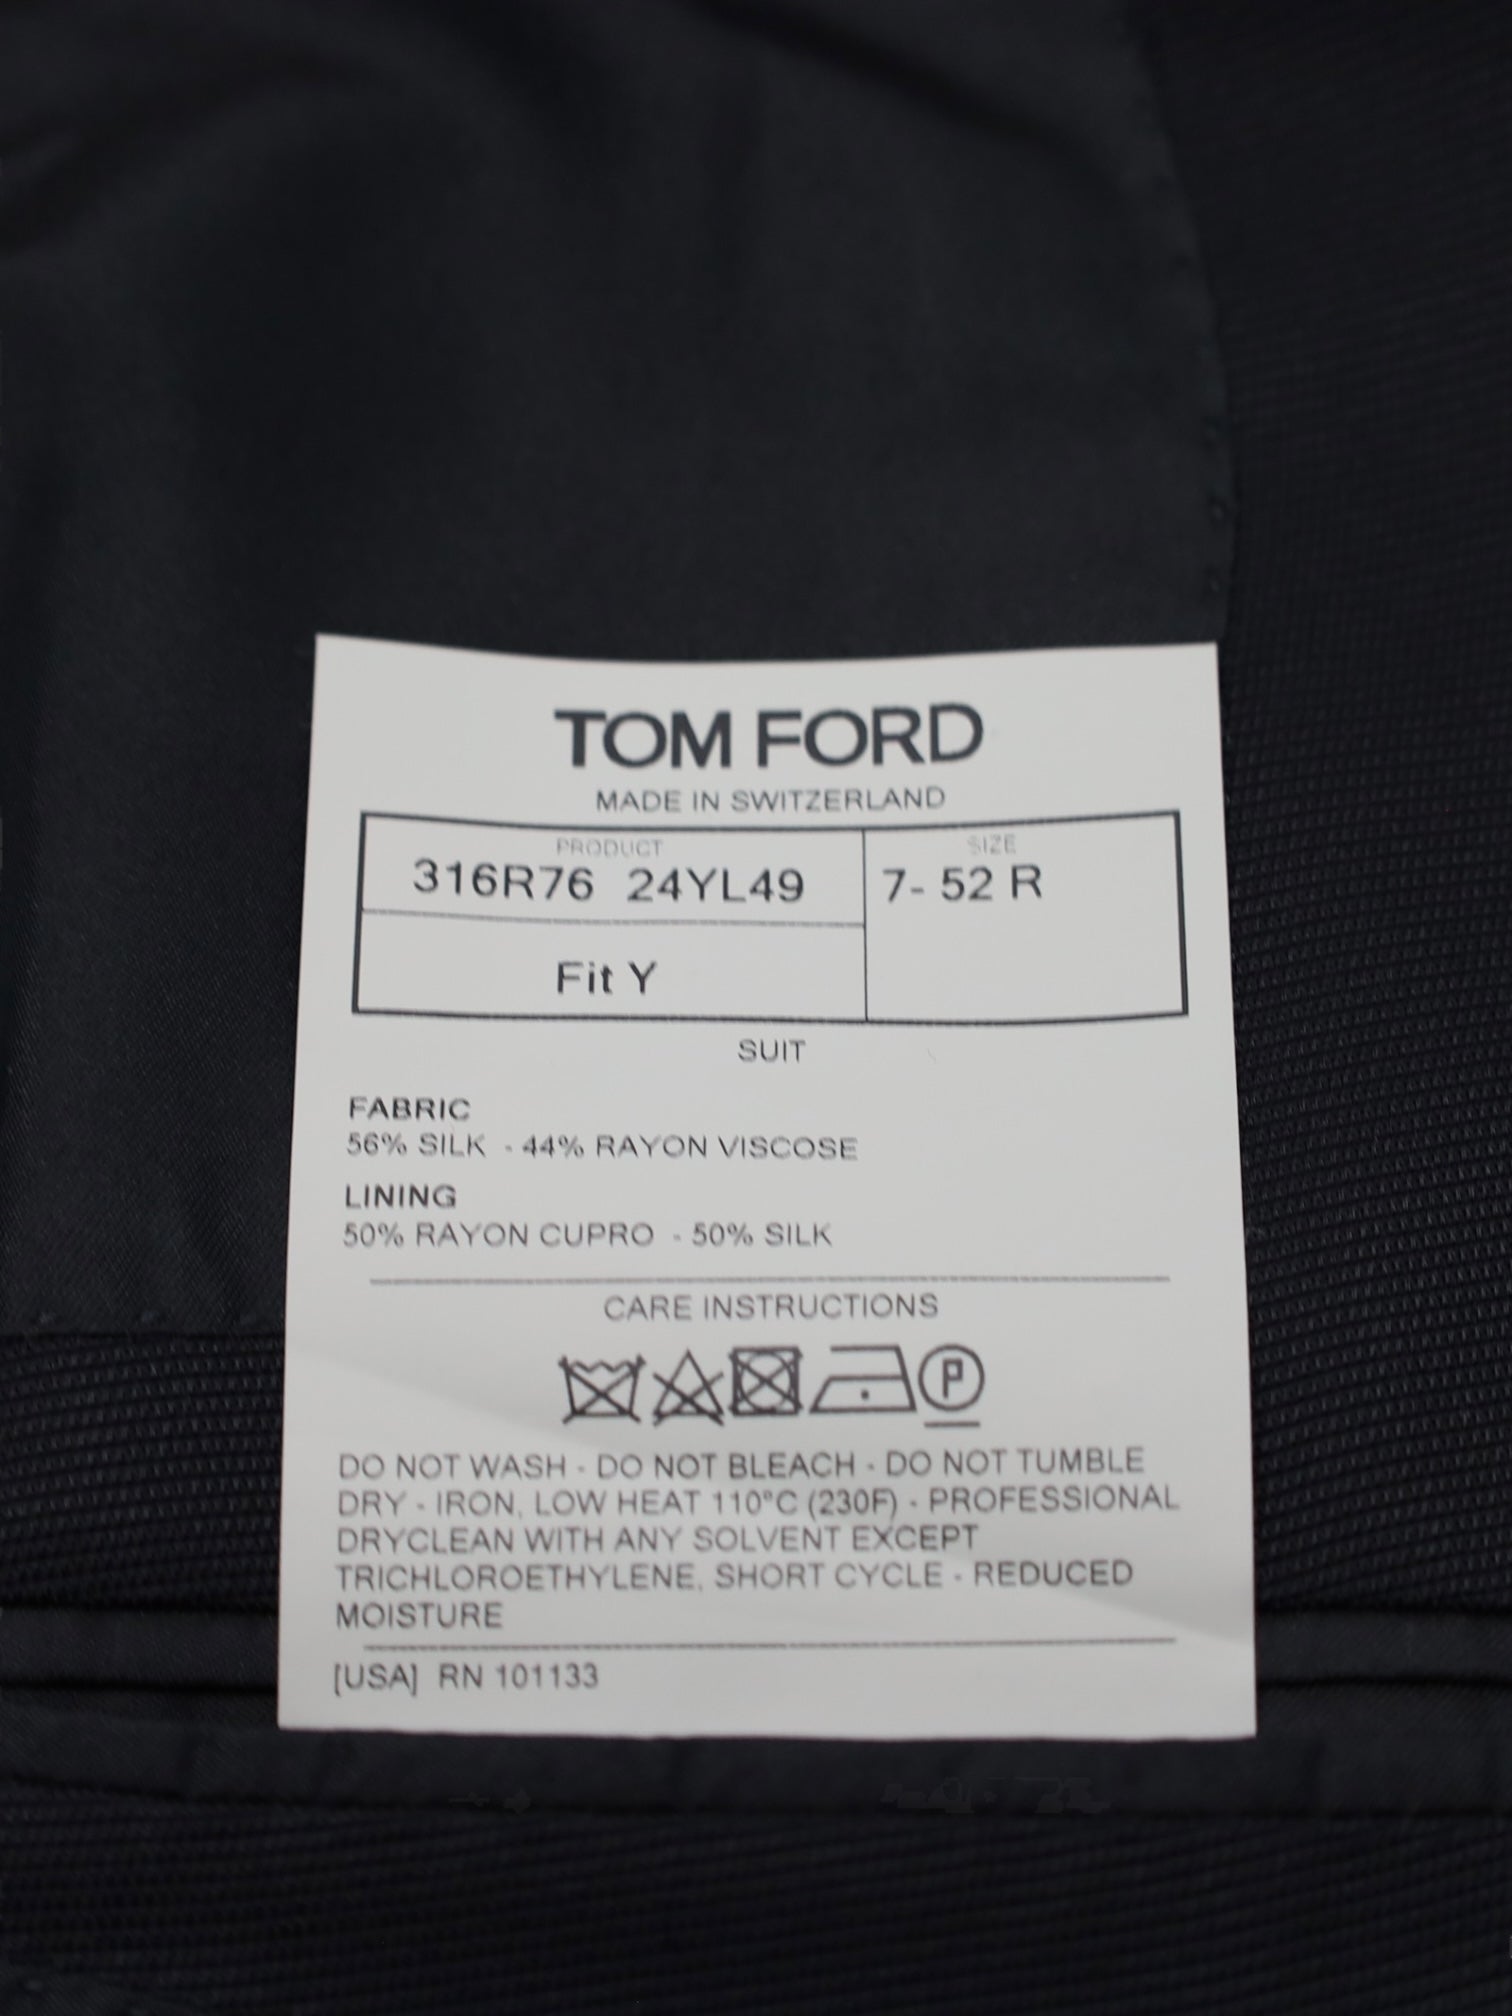 TOM FORD
MADE IN SWITZERLAND
PRODUCT
316R76 24YL49
SIZE
7- 52 R
Fit Y
SUIT
FABRIC
56% SILK - 44% RAYON VISCOSE
LINING
50% RAYON CUPRO - 50% SILK
CARE INSTRUCTIONS
P
DO NOT WASH - DO NOT BLEACH - DO NOT TUMBLE
DRY - IRON, LOW HEAT 110°C (230F) - PROFESSIONAL
DRYCLEAN WITH ANY SOLVENT EXCEPT
TRICHLOROETHYLENE, SHORT CYCLE - REDUCED
MOISTURE
[USA] RN 101133